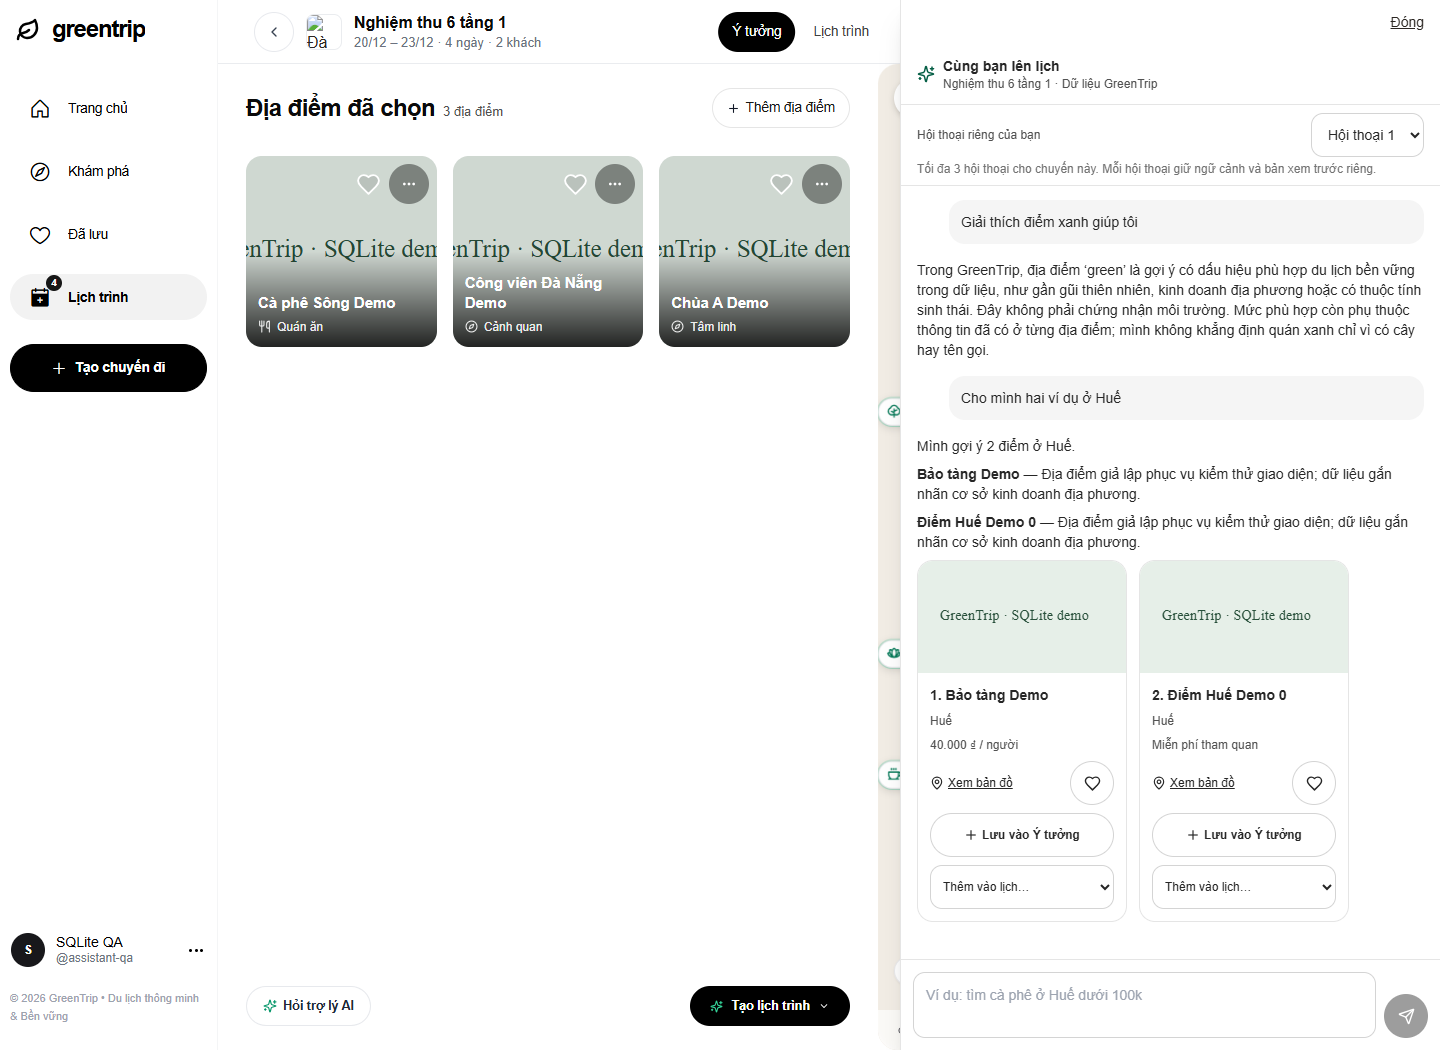 greentrip
Trang chủ
Khám phá
Đã lưu
4
Lịch trình
Tạo chuyến đi
SQLite QA
@assistant-qa
S
© 2026 GreenTrip • Du lịch thông minh
& Bền vững
Đà
Nghiệm thu 6 tầng 1
20/12 – 23/12 · 4 ngày · 2 khách
Ý tưởng
Lịch trình
Địa điểm đã chọn 3 địa điểm
Thêm địa điểm
enTrip · SQLite dem
Cà phê Sông Demo
Quán ăn
enTrip · SQLite dem
Công viên Đà Nẵng
Demo
Cảnh quan
enTrip · SQLite dem
Chùa A Demo
Tâm linh
Hỏi trợ lý AI
Tạo lịch trình
Đóng
Cùng bạn lên lịch
Nghiệm thu 6 tầng 1 · Dữ liệu GreenTrip
Hội thoại riêng của bạn
Hội thoại 1
Tối đa 3 hội thoại cho chuyến này. Mỗi hội thoại giữ ngữ cảnh và bản xem trước riêng.
Giải thích điểm xanh giúp tôi
Trong GreenTrip, địa điểm ‘green’ là gợi ý có dấu hiệu phù hợp du lịch bền vững
trong dữ liệu, như gần gũi thiên nhiên, kinh doanh địa phương hoặc có thuộc tính
sinh thái. Đây không phải chứng nhận môi trường. Mức phù hợp còn phụ thuộc
thông tin đã có ở từng địa điểm; mình không khẳng định quán xanh chỉ vì có cây
hay tên gọi.
Cho mình hai ví dụ ở Huế
Mình gợi ý 2 điểm ở Huế.
Bảo tàng Demo — Địa điểm giả lập phục vụ kiểm thử giao diện; dữ liệu gắn
nhãn cơ sở kinh doanh địa phương.
Điểm Huế Demo 0 — Địa điểm giả lập phục vụ kiểm thử giao diện; dữ liệu gắn
nhãn cơ sở kinh doanh địa phương.
GreenTrip · SQLite demo
1. Bảo tàng Demo
Huế
40.000 ₫ / người
Xem bản đồ
Lưu vào Ý tưởng
Thêm vào lịch...
GreenTrip · SQLite demo
2. Điểm Huế Demo 0
Huế
Miễn phí tham quan
Xem bản đồ
Lưu vào Ý tưởng
Thêm vào lịch...
Ví dụ: tìm cà phê ở Huế dưới 100k